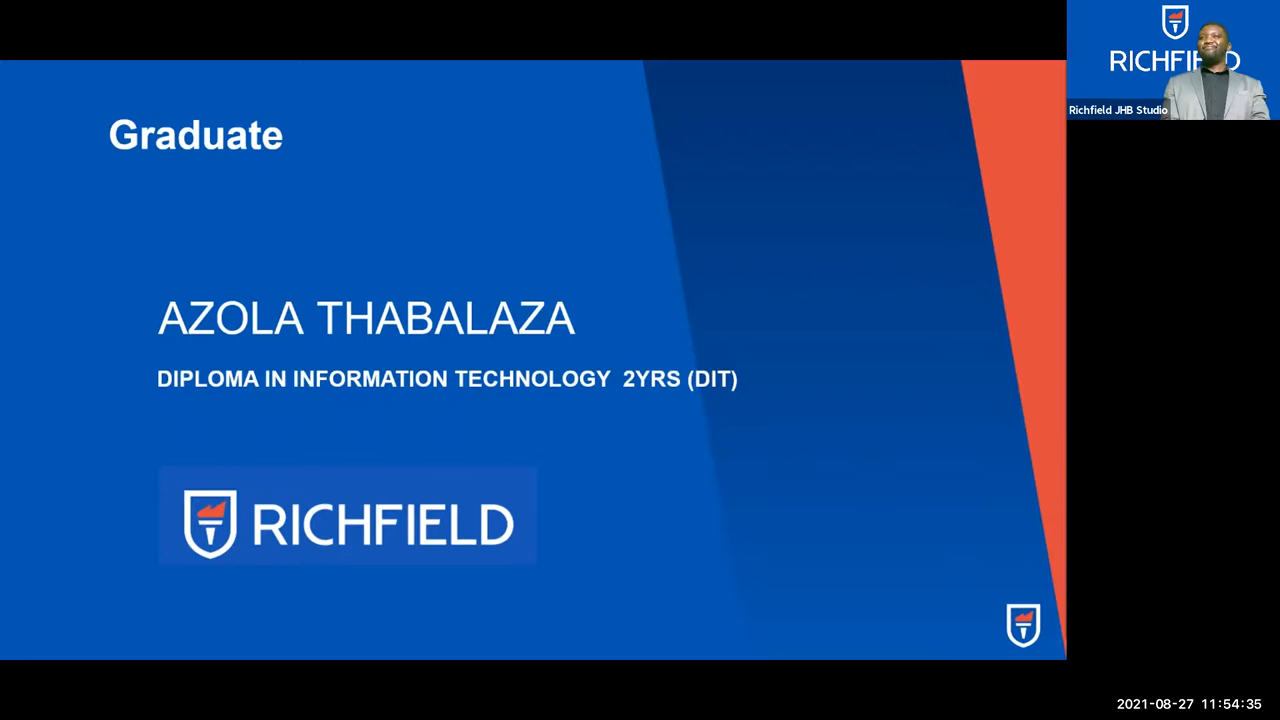 Graduate
AZOLA THABALAZA
DIPLOMA IN INFORMATION TECHNOLOGY 2YRS (DIT)
RICHFIELD
RICHFIELD
Richfield JHB Studio
2021-08-27 11:54:35